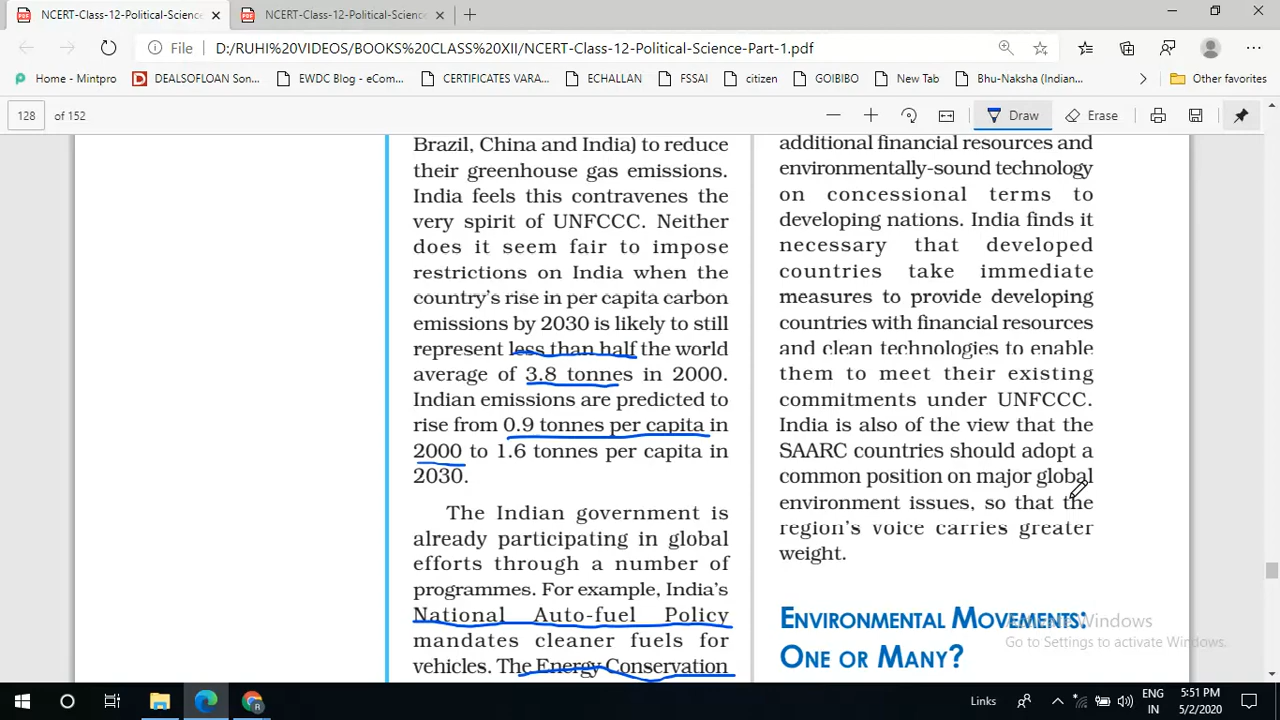 NCERT-Class-12-Political-Science
NCERT-Class-12-Political-Science
File
D:/RUHI%20VIDEOS/BOOKS%20CLASS%20XII/NCERT-Class-12-Political-Science-Part-1.pdf
Home - Mintpro
DEALSOFLOAN Son...
EWDC Blog - eCom...
CERTIFICATES VARA...
ECHALLAN
FSSAI
citizen
GOIBIBO
New Tab
Bhu-Naksha (Indian...
Other favorites
128 of 152
Draw
Erase
Brazil, China and India) to reduce
their greenhouse gas emissions.
India feels this contravenes the
very spirit of UNFCCC. Neither
does it seem fair to impose
restrictions on India when the
country's rise in per capita carbon
emissions by 2030 is likely to still
represent less than half the world
average of 3.8 tonnes in 2000.
Indian emissions are predicted to
rise from 0.9 tonnes per capita in
2000 to 1.6 tonnes per capita in
2030.
The Indian government is
already participating in global
efforts through a number of
programmes. For example, India's
National Auto-fuel Policy
mandates cleaner fuels for
vehicles. The Energy Conservation
additional financial resources and
environmentally-sound technology
on concessional terms to
developing nations. India finds it
necessary that developed
countries take immediate
measures to provide developing
countries with financial resources
and clean technologies to enable
them to meet their existing
commitments under UNFCCC.
India is also of the view that the
SAARC countries should adopt a
common position on major global
environment issues, so that the
region's voice carries greater
weight.
ENVIRONMENTAL MOVEMENTS:
ONE OR MANY?
Activate Windows
Go to Settings to activate Windows.
Links
ENG
IN
5:51 PM
5/2/2020